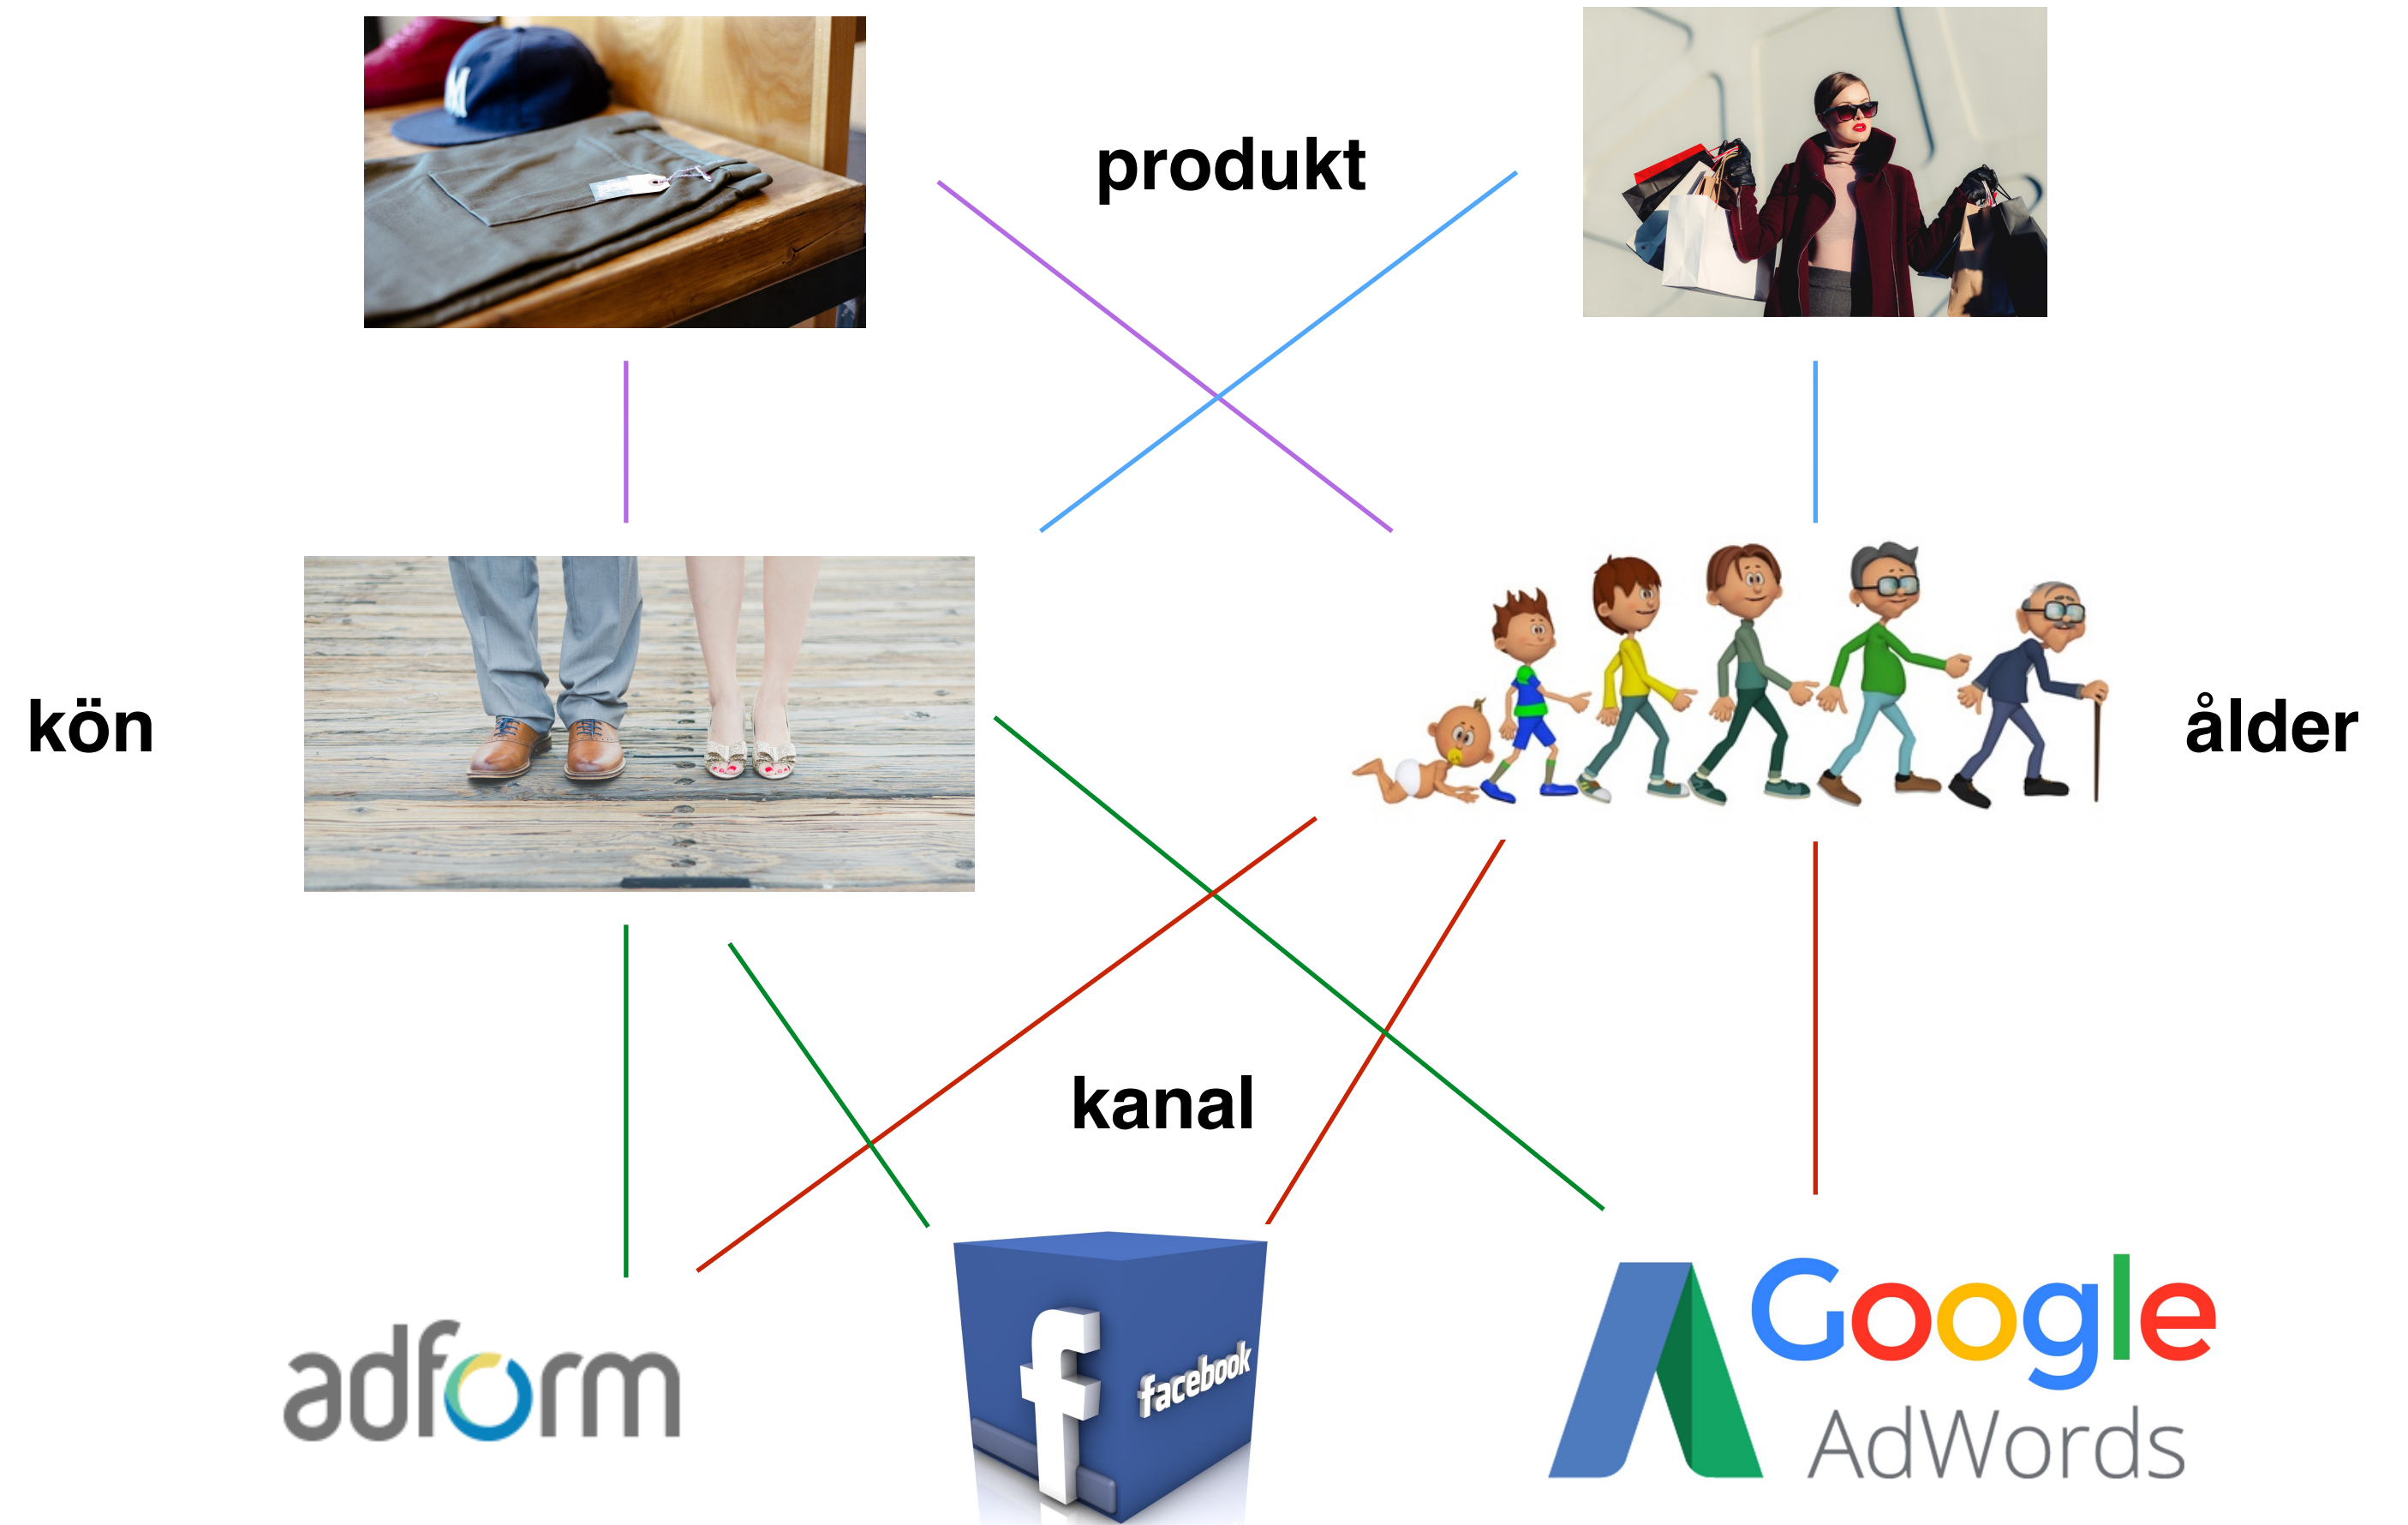 M
produkt
kön
ålder
kanal
adform
f
facebook
Google
AdWords